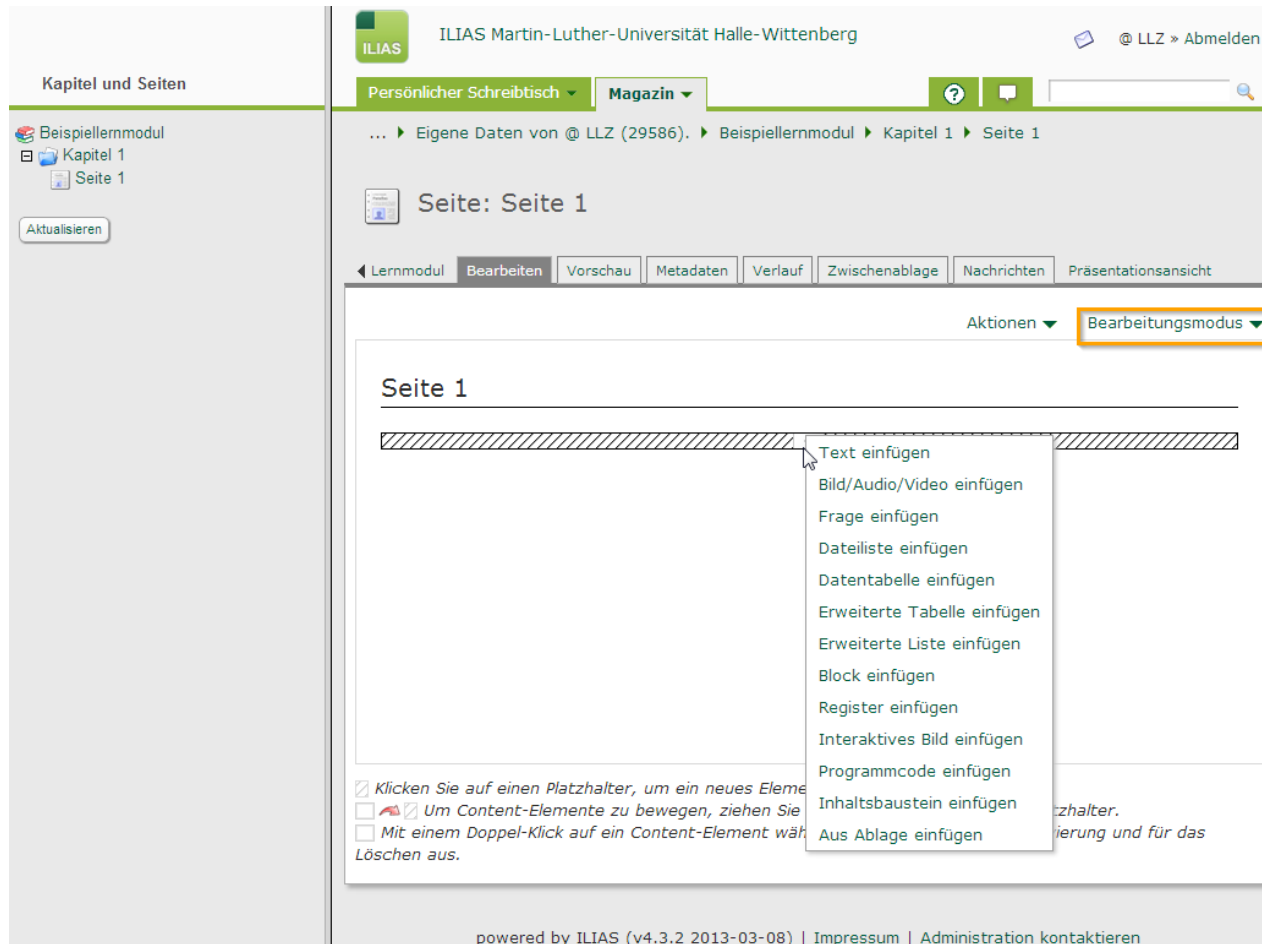 ILIAS
ILIAS Martin-Luther-Universität Halle-Wittenberg
@ LLZ » Abmelden
Kapitel und Seiten
Persönlicher Schreibtisch
Magazin
?
Beispiellernmodul
Kapitel 1
Seite 1
Aktualisieren
... Eigene Daten von @ LLZ (29586). Beispiellernmodul Kapitel 1 Seite 1
Seite: Seite 1
Lernmodul Bearbeiten Vorschau Metadaten Verlauf Zwischenablage Nachrichten Präsentationsansicht
Aktionen Bearbeitungsmodus
Seite 1
Text einfügen
Bild/Audio/Video einfügen
Frage einfügen
Dateiliste einfügen
Datentabelle einfügen
Erweiterte Tabelle einfügen
Erweiterte Liste einfügen
Block einfügen
Register einfügen
Interaktives Bild einfügen
Programmcode einfügen
Inhaltsbaustein einfügen
Aus Ablage einfügen
Klicken Sie auf einen Platzhalter, um ein neues Eleme
Um Content-Elemente zu bewegen, ziehen Sie tzhalter.
Mit einem Doppel-Klick auf ein Content-Element wäh ierung und für das
Löschen aus.
powered by ILIAS (v4.3.2 2013-03-08) | Impressum | Administration kontaktieren